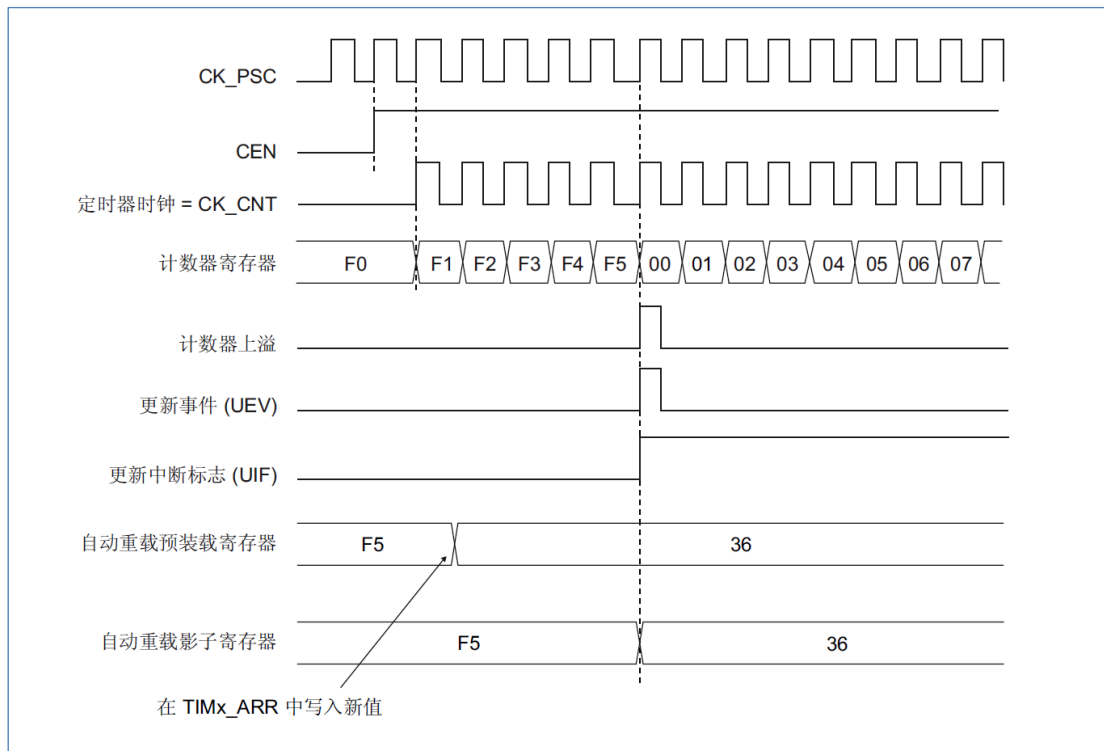 CK_PSC
CEN
定时器时钟 = CK_CNT
计数器寄存器 F0 F1 F2 F3 F4 F5 00 01 02 03 04 05 06 07
计数器上溢
更新事件 (UEV)
更新中断标志 (UIF)
自动重载预装载寄存器 F5 36
自动重载影子寄存器 F5 36
在 TIMx_ARR 中写入新值